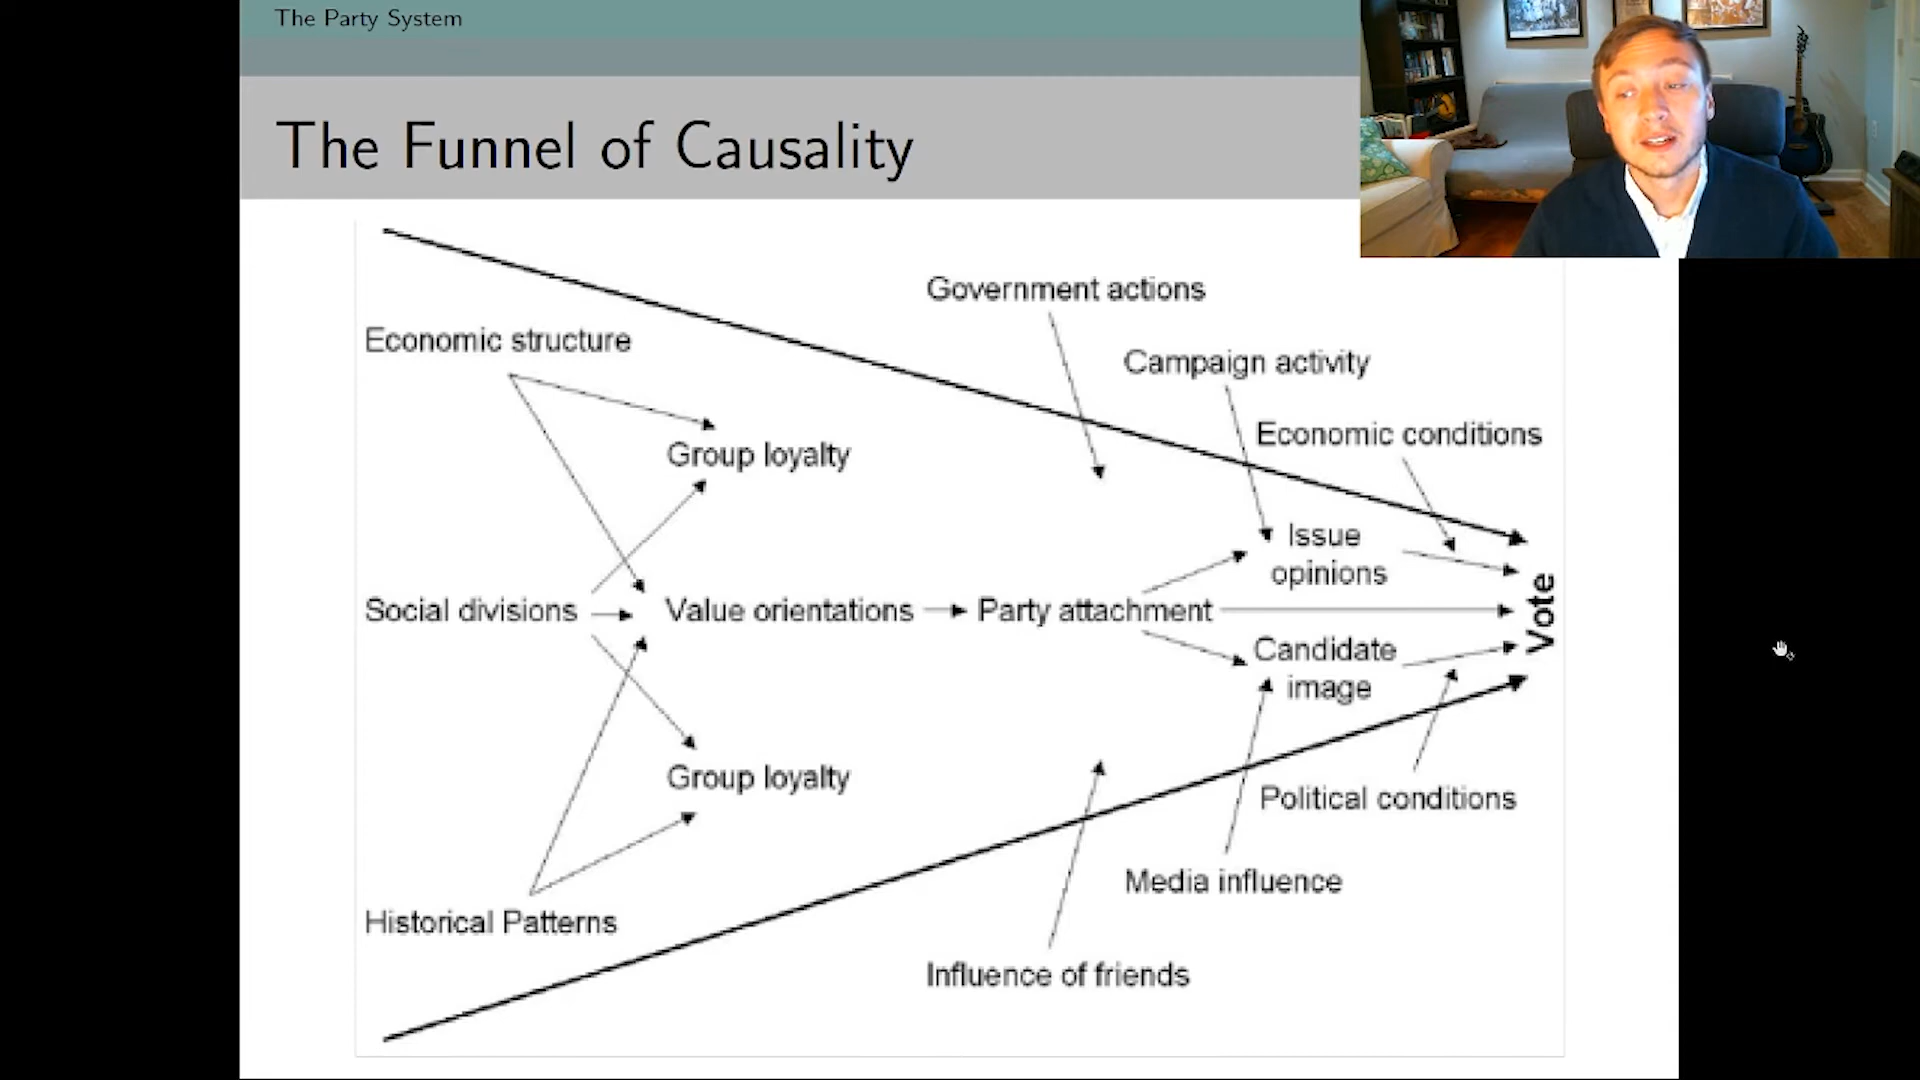 The Party System
The Funnel of Causality
Government actions
Economic structure
Campaign activity
Economic conditions
Group loyalty
Issue
opinions
Social divisions
Value orientations
Party attachment
Vote
Candidate
image
Group loyalty
Political conditions
Media influence
Historical Patterns
Influence of friends